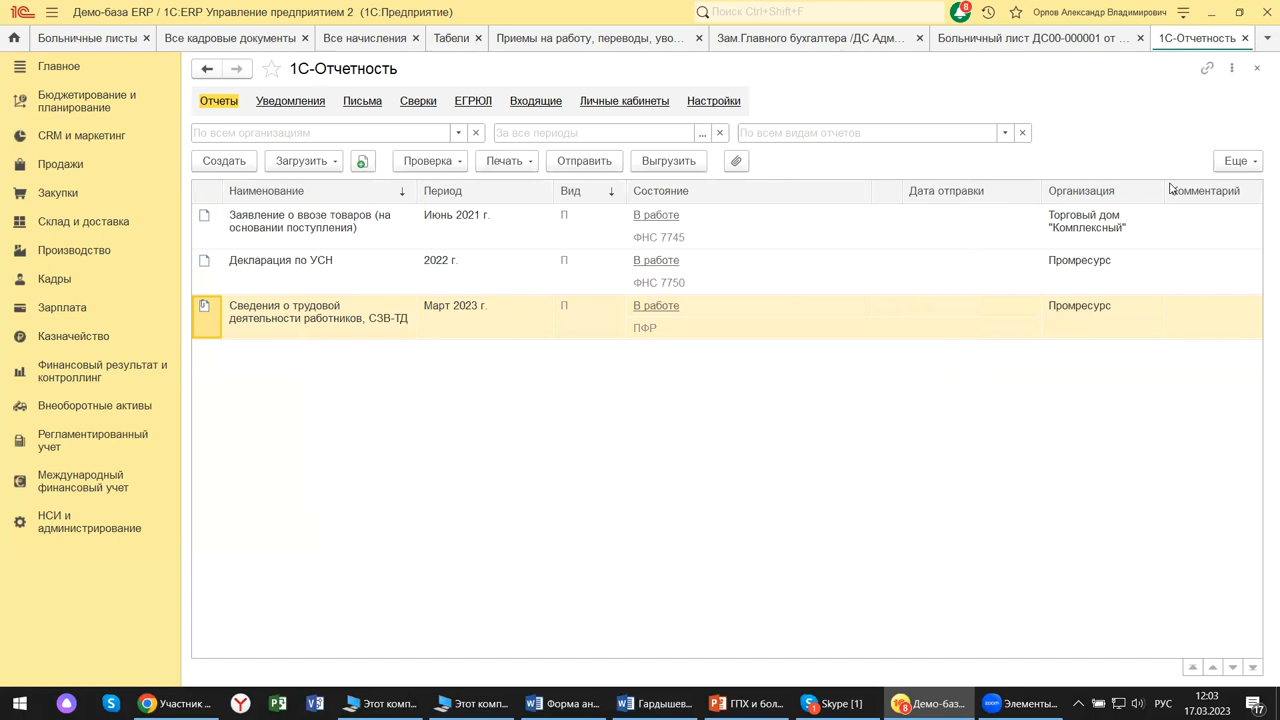 Демо-база ERP / 1С:ERP Управление предприятием 2 (1С:Предприятие)
Поиск Ctrl+Shift+F
8
Орлов Александр Владимирович
Больничные листы
Все кадровые документы
Все начисления
Табели
Приемы на работу, переводы, уво...
Зам.Главного бухгалтера /ДС Адм...
Больничный лист ДС00-000001 от ...
1С-Отчетность
Главное
Бюджетирование и
планирование
CRM и маркетинг
Продажи
Закупки
Склад и доставка
Производство
Кадры
Зарплата
Казначейство
Финансовый результат и
контроллинг
Внеоборотные активы
Регламентированный
учет
Международный
финансовый учет
НСИ и
администрирование
1С-Отчетность
Отчеты
Уведомления
Письма
Сверки
ЕГРЮЛ
Входящие
Личные кабинеты
Настройки
По всем организациям
За все периоды
...
По всем видам отчетов
Создать
Загрузить
Проверка
Печать
Отправить
Выгрузить
Еще
Наименование
Период
Вид
Состояние
Дата отправки
Организация
Комментарий
Заявление о ввозе товаров (на
основании поступления)
Июнь 2021 г.
П
В работе
ФНС 7745
Торговый дом
"Комплексный"
Декларация по УСН
2022 г.
П
В работе
ФНС 7750
Промресурс
Сведения о трудовой
деятельности работников, СЗВ-ТД
Март 2023 г.
П
В работе
ПФР
Промресурс
Участник ...
Этот комп...
Этот комп...
Форма ан...
Гардышев...
ГПХ и бол...
Skype [1]
Демо-баз...
Элементы...
РУС
12:03
17.03.2023
17